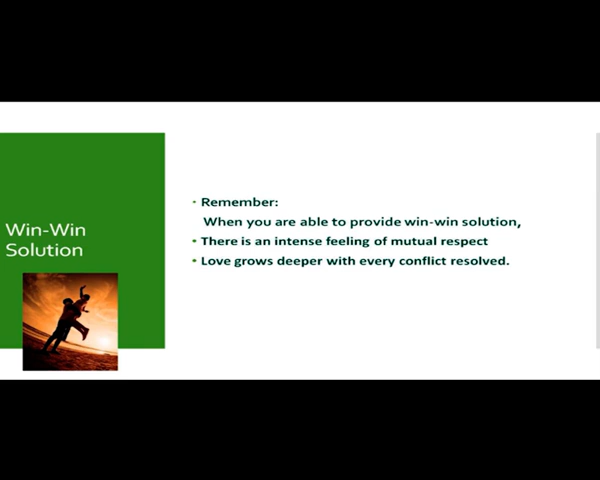 Win-Win
Solution
• Remember:
When you are able to provide win-win solution,
• There is an intense feeling of mutual respect
• Love grows deeper with every conflict resolved.